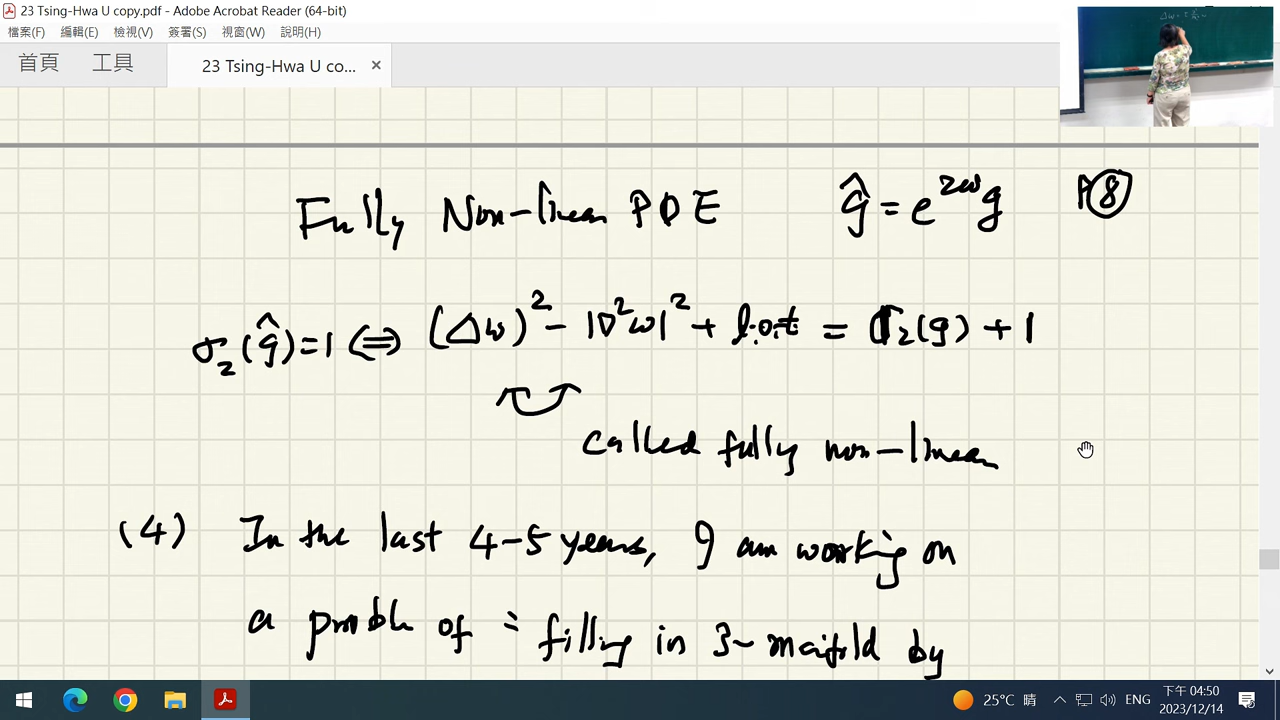 23 Tsing-Hwa U copy.pdf - Adobe Acrobat Reader (64-bit)
檔案(F) 編輯(E) 檢視(V) 簽署(S) 視窗(W) 說明(H)
首頁 工具 23 Tsing-Hwa U co... ×
Fully Non-linear PDE ĝ = e^{2w} g P8
σ₂(ĝ)=1 ⟺ (Δw)² - |D²w|² + l.o.t = σ₂(g) + 1
called fully non-linear
(4) In the last 4-5 years, I am working on
a problm of = filling in 3-maifold by
25°C 晴 ENG 下午 04:50
2023/12/14